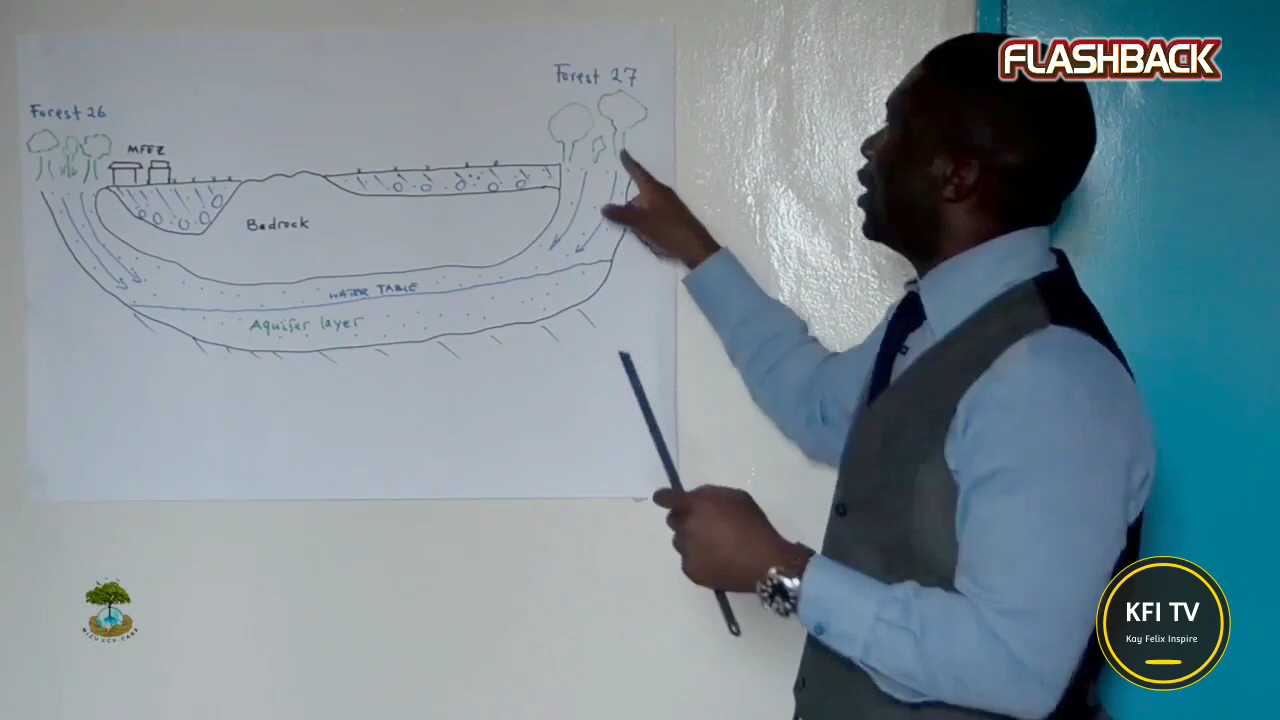 FLASHBACK
Forest 27
Forest 26
MFEZ
Bedrock
WATER TABLE
Aquifer layer
KFI TV
Kay Felix Inspire